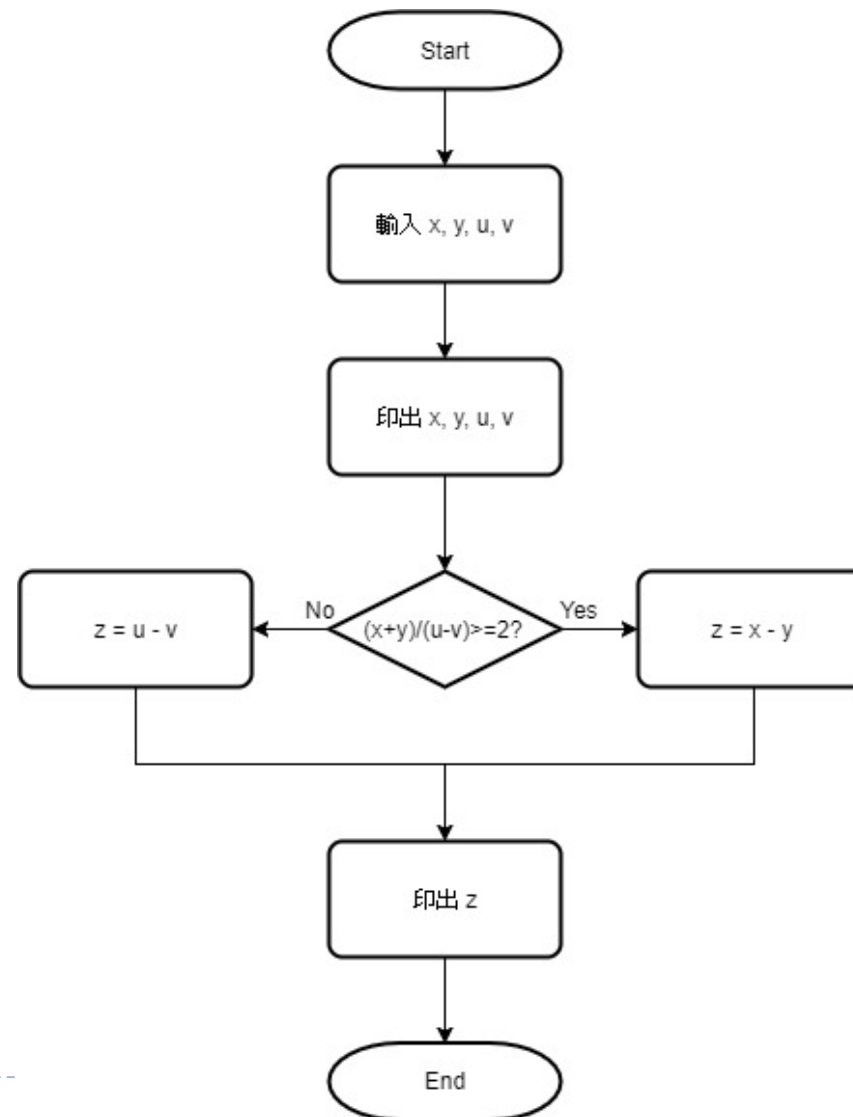 Start
輸入 x, y, u, v
印出 x, y, u, v
z = u - v
No
(x+y)/(u-v)>=2?
Yes
z = x - y
印出 z
End